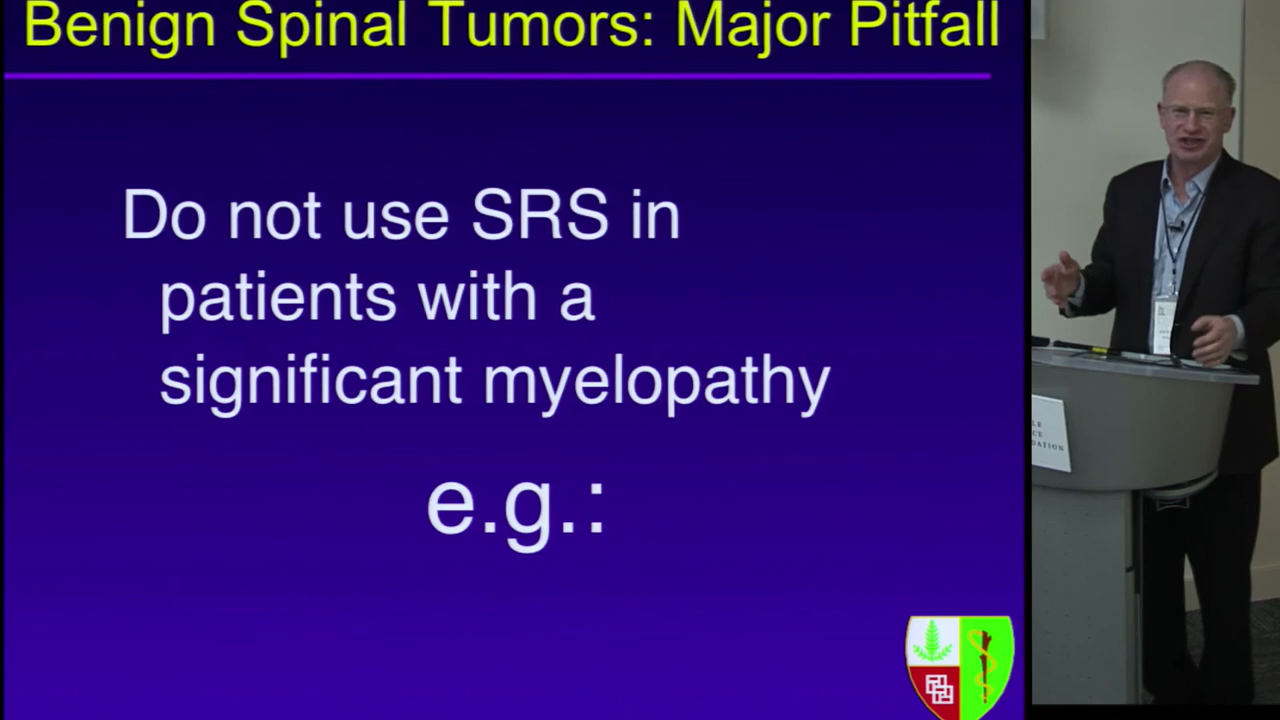 Benign Spinal Tumors: Major Pitfall
Do not use SRS in
patients with a
significant myelopathy
e.g.: